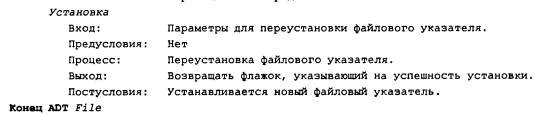 Установка
Вход: Параметры для переустановки файлового указателя.
Предусловия: Нет
Процесс: Переустановка файлового указателя.
Выход: Возвращать флажок, указывающий на успешность установки.
Постусловия: Устанавливается новый файловый указатель.
Конец ADT File